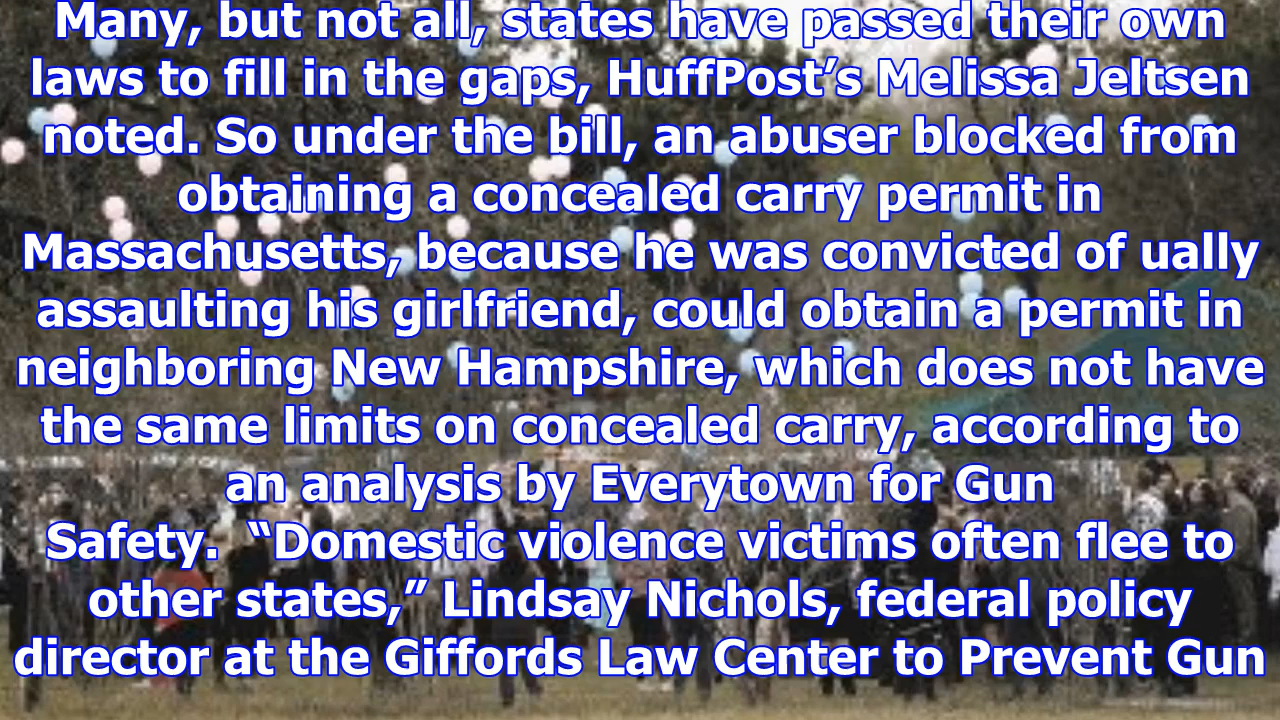 Many, but not all, states have passed their own
laws to fill in the gaps, HuffPost’s Melissa Jeltsen
noted. So under the bill, an abuser blocked from
obtaining a concealed carry permit in
Massachusetts, because he was convicted of ually
assaulting his girlfriend, could obtain a permit in
neighboring New Hampshire, which does not have
the same limits on concealed carry, according to
an analysis by Everytown for Gun
Safety.  “Domestic violence victims often flee to
other states,” Lindsay Nichols, federal policy
director at the Giffords Law Center to Prevent Gun